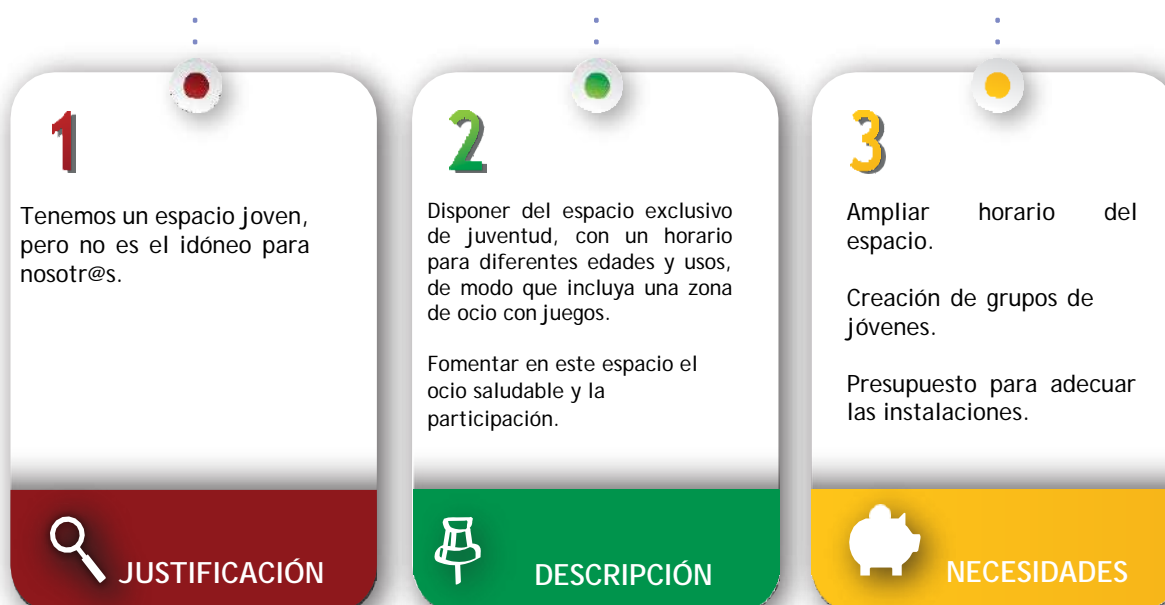 1
Tenemos un espacio joven,
pero no es el idóneo para
nosotr@s.
JUSTIFICACIÓN
2
Disponer del espacio exclusivo
de juventud, con un horario
para diferentes edades y usos,
de modo que incluya una zona
de ocio con juegos.
Fomentar en este espacio el
ocio saludable y la
participación.
DESCRIPCIÓN
3
Ampliar horario del
espacio.
Creación de grupos de
jóvenes.
Presupuesto para adecuar
las instalaciones.
NECESIDADES